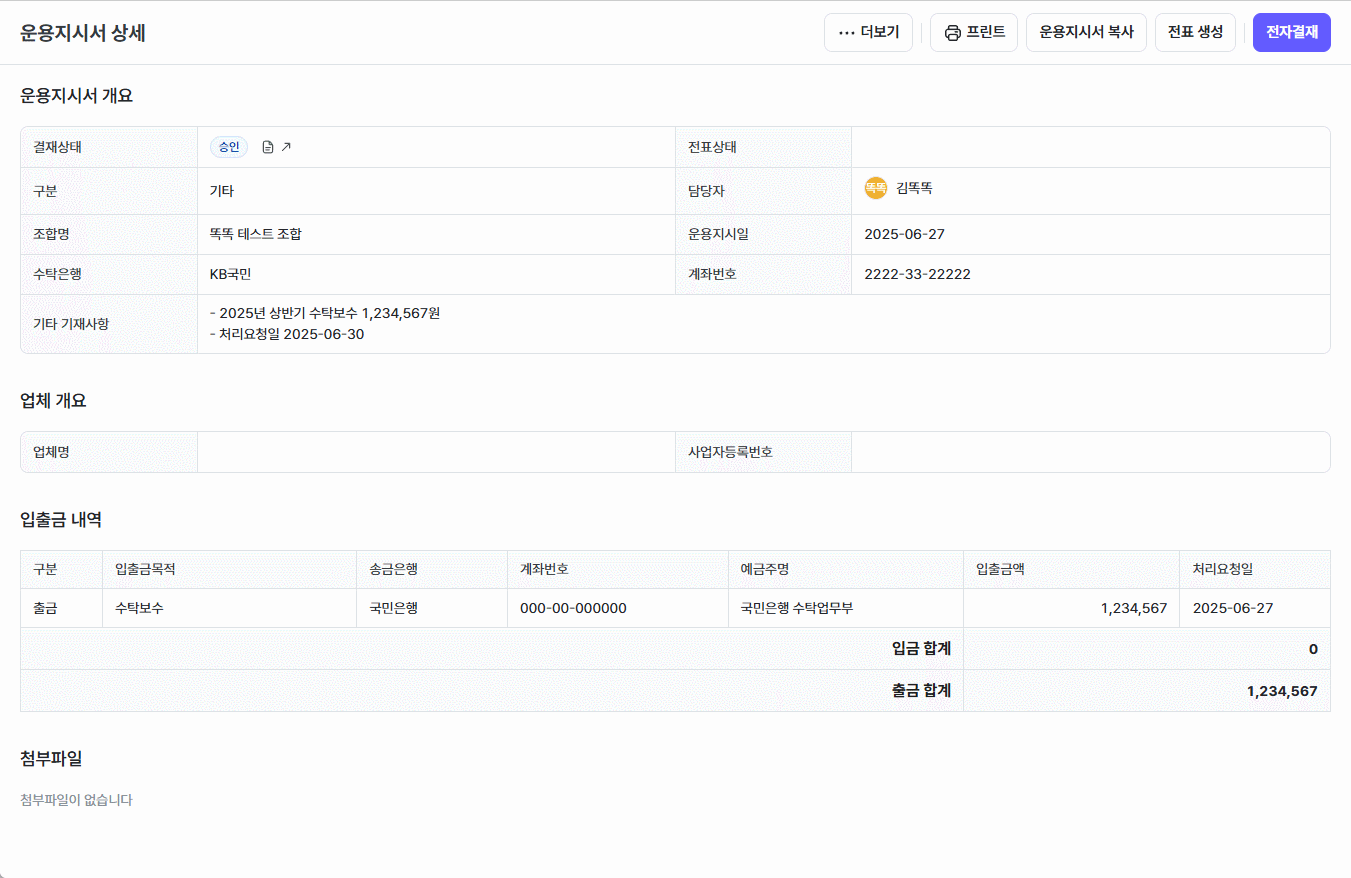 운용지시서 상세
더보기
프린트
운용지시서 복사
전표 생성
전자결재
운용지시서 개요
결재상태 승인 전표상태
구분 기타 담당자 똑똑 김똑똑
조합명 똑똑 테스트 조합 운용지시일 2025-06-27
수탁은행 KB국민 계좌번호 2222-33-22222
기타 기재사항
- 2025년 상반기 수탁보수 1,234,567원
- 처리요청일 2025-06-30
업체 개요
업체명 사업자등록번호
입출금 내역
구분 입출금목적 송금은행 계좌번호 예금주명 입출금액 처리요청일
출금 수탁보수 국민은행 000-00-000000 국민은행 수탁업무부 1,234,567 2025-06-27
입금 합계 0
출금 합계 1,234,567
첨부파일
첨부파일이 없습니다